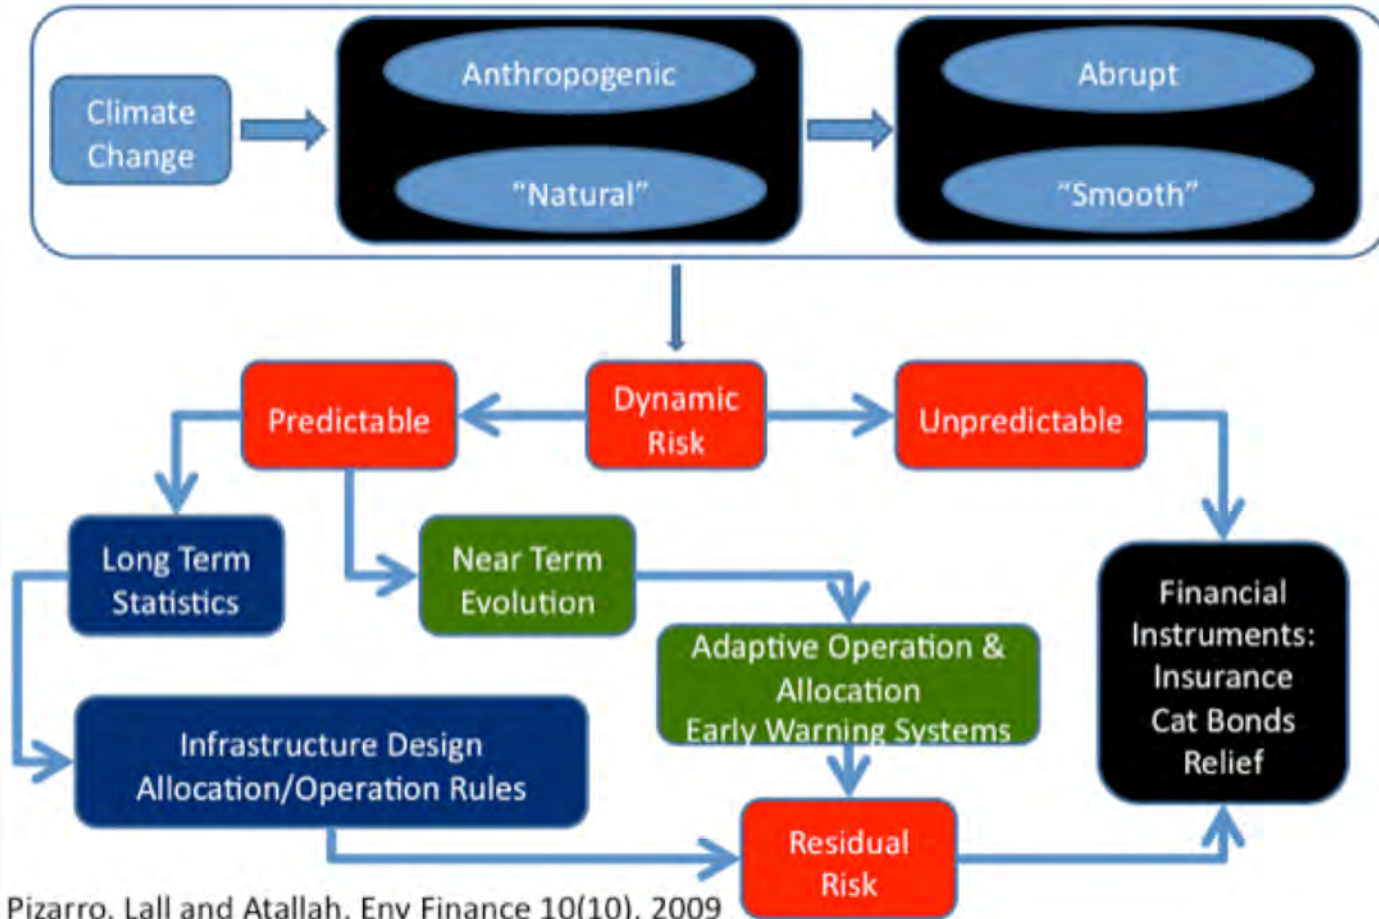 Climate
Change
Anthropogenic
“Natural”
Abrupt
“Smooth”
Predictable
Dynamic
Risk
Unpredictable
Long Term
Statistics
Near Term
Evolution
Adaptive Operation &
Allocation
Early Warning Systems
Financial
Instruments:
Insurance
Cat Bonds
Relief
Infrastructure Design
Allocation/Operation Rules
Residual
Risk
Pizarro, Lall and Atallah, Env Finance 10(10), 2009